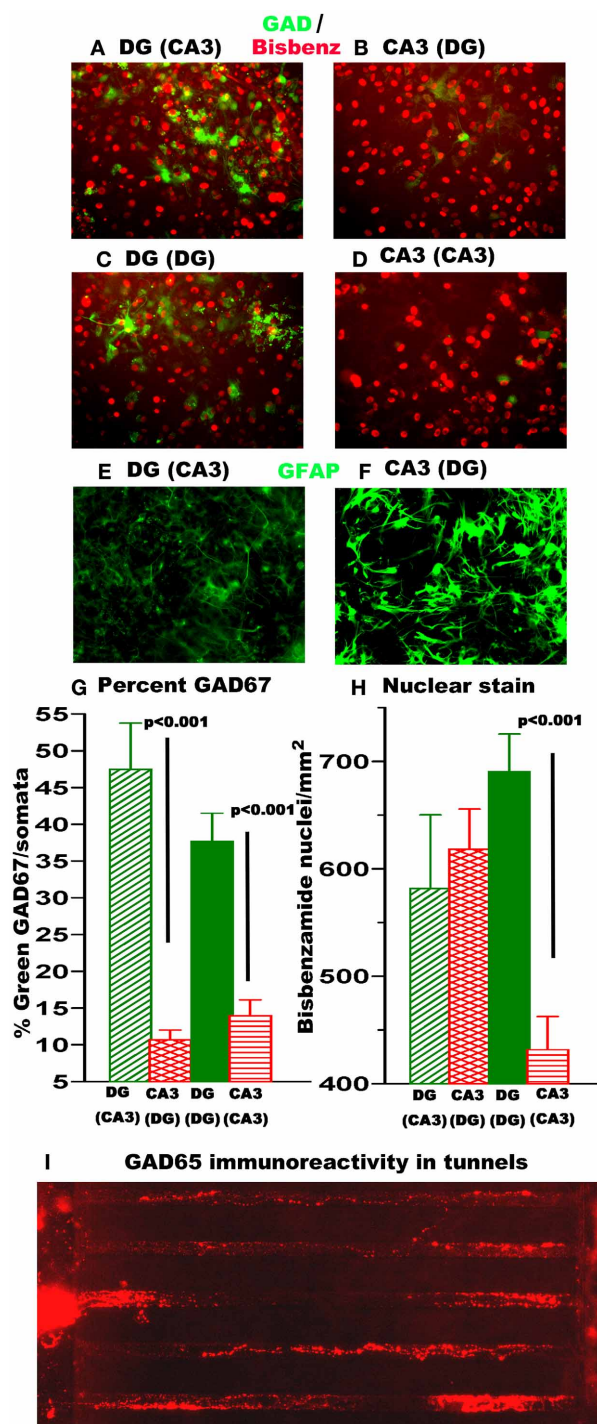 GAD/
Bisbenz
A DG (CA3)
B CA3 (DG)
C DG (DG)
D CA3 (CA3)
E DG (CA3)
GFAP
F CA3 (DG)
G Percent GAD67
% Green GAD67/somata
55
50
45
40
35
30
25
20
15
10
5
p<0.001
p<0.001
DG CA3 DG CA3
(CA3) (DG) (DG) (CA3)
H Nuclear stain
Bisbenzamide nuclei/mm²
700
600
500
400
p<0.001
DG CA3 DG CA3
(CA3) (DG) (DG) (CA3)
I GAD65 immunoreactivity in tunnels